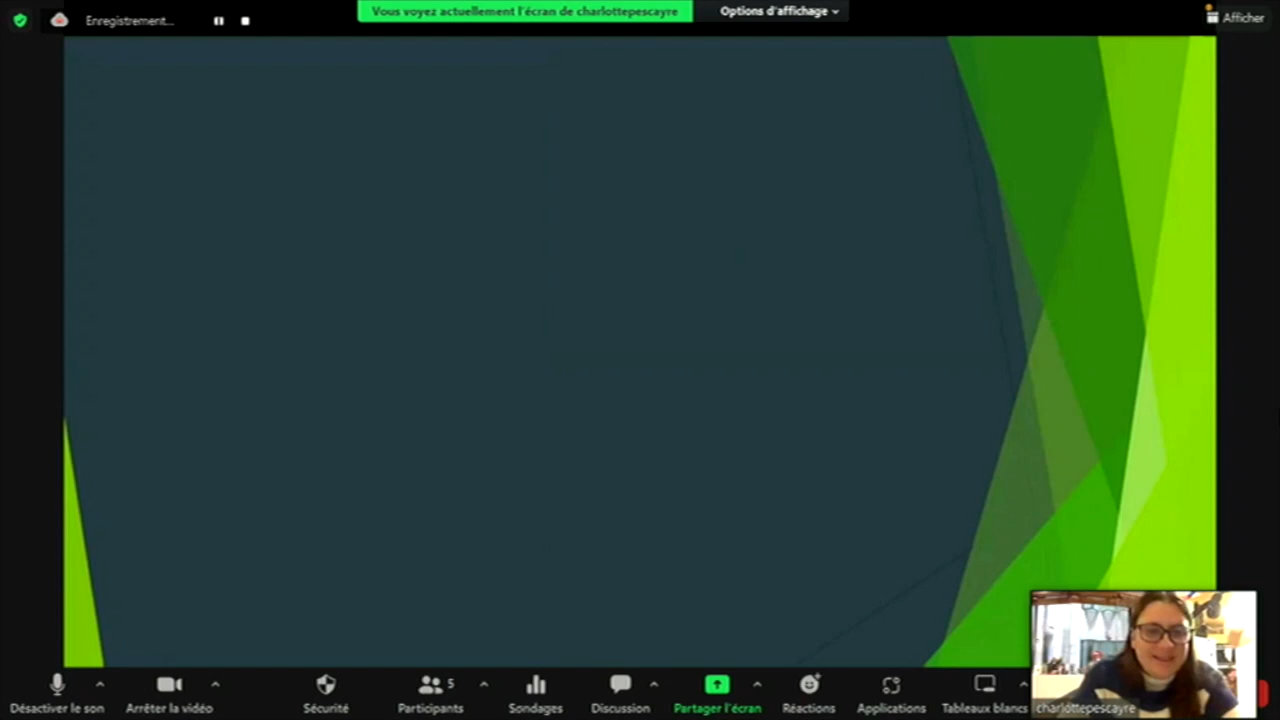 Enregistrement...
Vous voyez actuellement l'écran de charlottepescayre
Options d'affichage
Afficher
Désactiver le son
Arrêter la vidéo
Sécurité
Participants
5
Sondages
Discussion
Partager l'écran
Réactions
Applications
Tableaux blancs
charlottepescayre